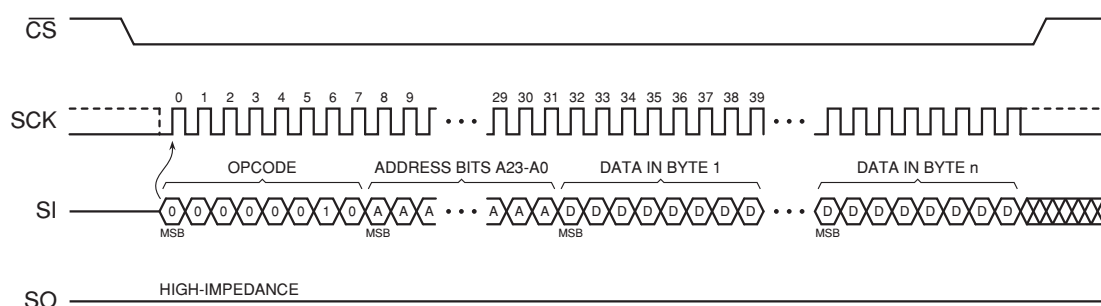 CS
SCK
0 1 2 3 4 5 6 7 8 9 29 30 31 32 33 34 35 36 37 38 39
OPCODE ADDRESS BITS A23-A0 DATA IN BYTE 1 DATA IN BYTE n
SI
0 0 0 0 0 0 1 0 A A A A A A D D D D D D D D D D D D D D D D
MSB MSB MSB MSB
SO
HIGH-IMPEDANCE